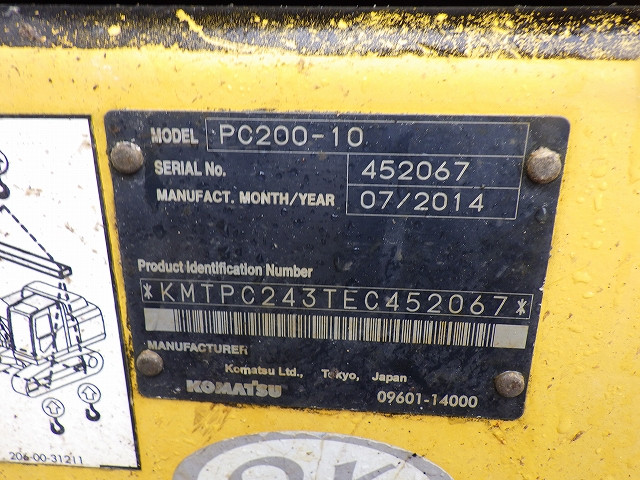 MODEL PC200-10
SERIAL No. 452067
MANUFACT. MONTH/YEAR 07/2014
Product Identification Number
*KMTPC243TEC452067*
MANUFACTURER
Komatsu Ltd., Tokyo, Japan
KOMATSU 09601-14000
206-00-31211
OK